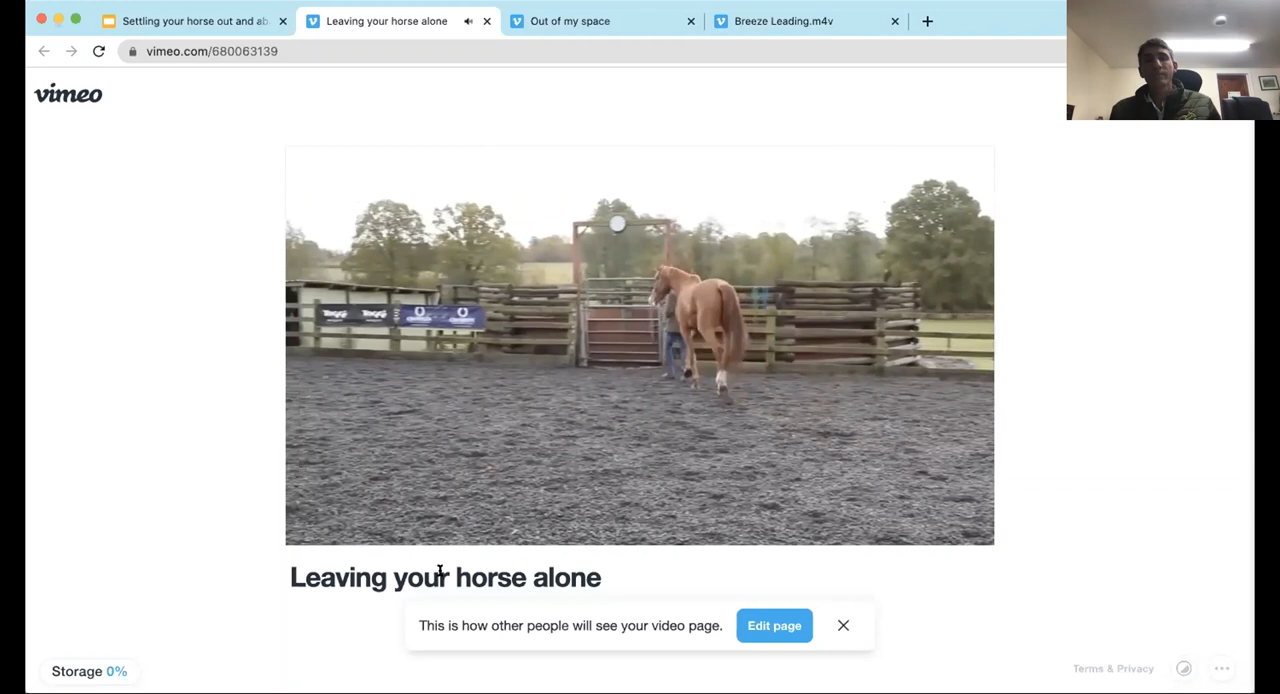 Settling your horse out and ab
Leaving your horse alone
Out of my space
Breeze Leading.m4v
vimeo.com/680063139
vimeo
Leaving your horse alone
This is how other people will see your video page.
Edit page
Storage 0%
Terms & Privacy